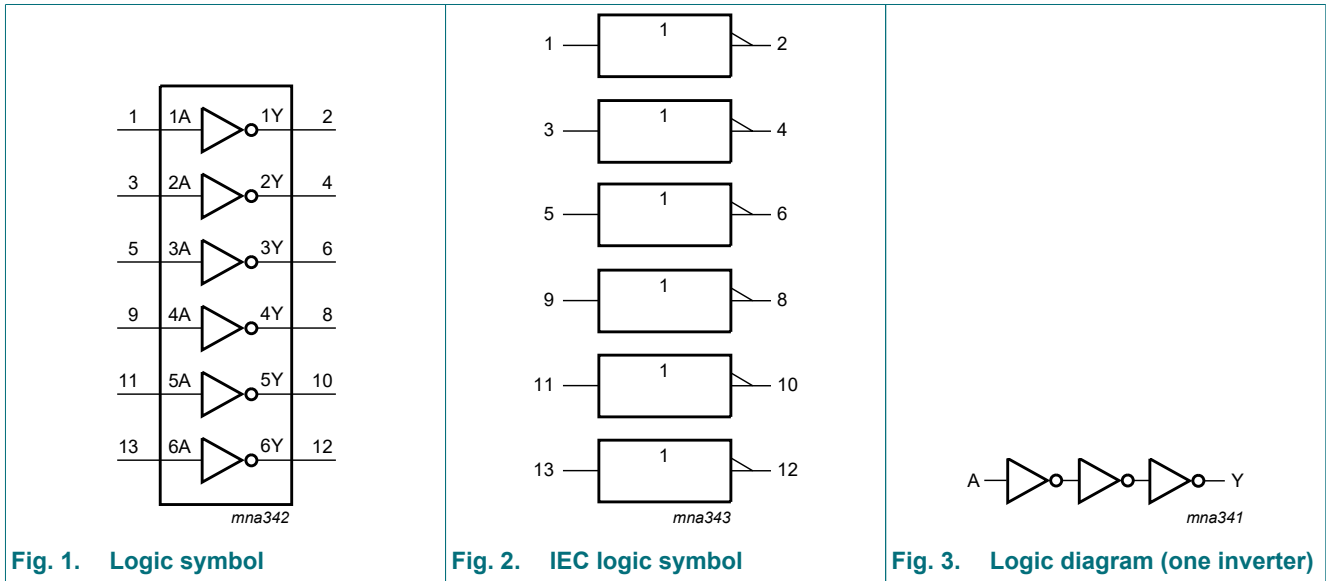 1 1A 1Y 2
3 2A 2Y 4
5 3A 3Y 6
9 4A 4Y 8
11 5A 5Y 10
13 6A 6Y 12
mna342
Fig. 1. Logic symbol
1 1 2
3 1 4
5 1 6
9 1 8
11 1 10
13 1 12
mna343
Fig. 2. IEC logic symbol
A Y
mna341
Fig. 3. Logic diagram (one inverter)